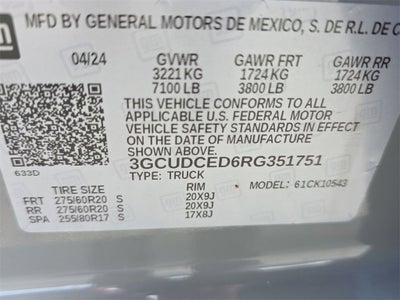 MFD BY GENERAL MOTORS DE MEXICO, S. DE R.L. DE C
04/24 GVWR GAWR FRT GAWR RR
3221 KG 1724 KG 1724 KG
7100 LB 3800 LB 3800 LB
THIS VEHICLE CONFORMS TO ALL
APPLICABLE U.S. FEDERAL MOTOR
VEHICLE SAFETY STANDARDS IN EFFECT
ON THE DATE OF MANUFACTURE
3GCUDCED6RG351751
633D TYPE: TRUCK MODEL: 61CK10543
TIRE SIZE RIM
FRT 275/60R20 S 20X9J
RR 275/60R20 S 20X9J
SPA 255/80R17 S 17X8J